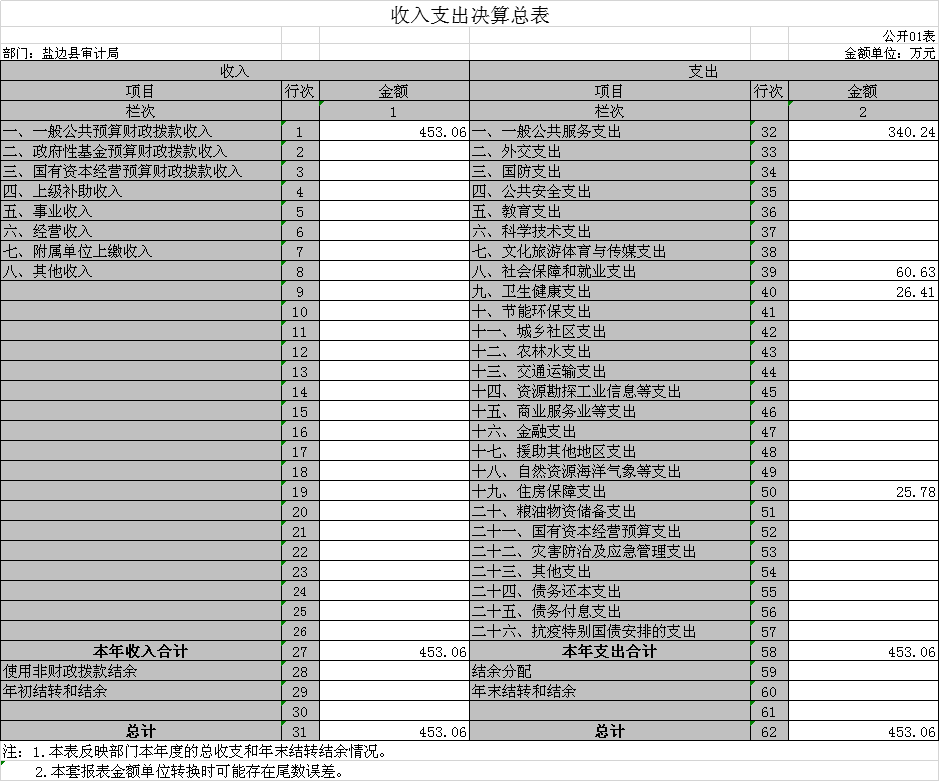 收入支出决算总表
公开01表
部门：盐边县审计局 金额单位：万元
收入 支出
项目 行次 金额 项目 行次 金额
栏次 1 栏次 2
一、一般公共预算财政拨款收入 1 453.06 一、一般公共服务支出 32 340.24
二、政府性基金预算财政拨款收入 2 二、外交支出 33
三、国有资本经营预算财政拨款收入 3 三、国防支出 34
四、上级补助收入 4 四、公共安全支出 35
五、事业收入 5 五、教育支出 36
六、经营收入 6 六、科学技术支出 37
七、附属单位上缴收入 7 七、文化旅游体育与传媒支出 38
八、其他收入 8 八、社会保障和就业支出 39 60.63
9 九、卫生健康支出 40 26.41
10 十、节能环保支出 41
11 十一、城乡社区支出 42
12 十二、农林水支出 43
13 十三、交通运输支出 44
14 十四、资源勘探工业信息等支出 45
15 十五、商业服务业等支出 46
16 十六、金融支出 47
17 十七、援助其他地区支出 48
18 十八、自然资源海洋气象等支出 49
19 十九、住房保障支出 50 25.78
20 二十、粮油物资储备支出 51
21 二十一、国有资本经营预算支出 52
22 二十二、灾害防治及应急管理支出 53
23 二十三、其他支出 54
24 二十四、债务还本支出 55
25 二十五、债务付息支出 56
26 二十六、抗疫特别国债安排的支出 57
本年收入合计 27 453.06 本年支出合计 58 453.06
使用非财政拨款结余 28 结余分配 59
年初结转和结余 29 年末结转和结余 60
30 61
总计 31 453.06 总计 62 453.06
注：1.本表反映部门本年度的总收支和年末结转结余情况。
2.本套报表金额单位转换时可能存在尾数误差。